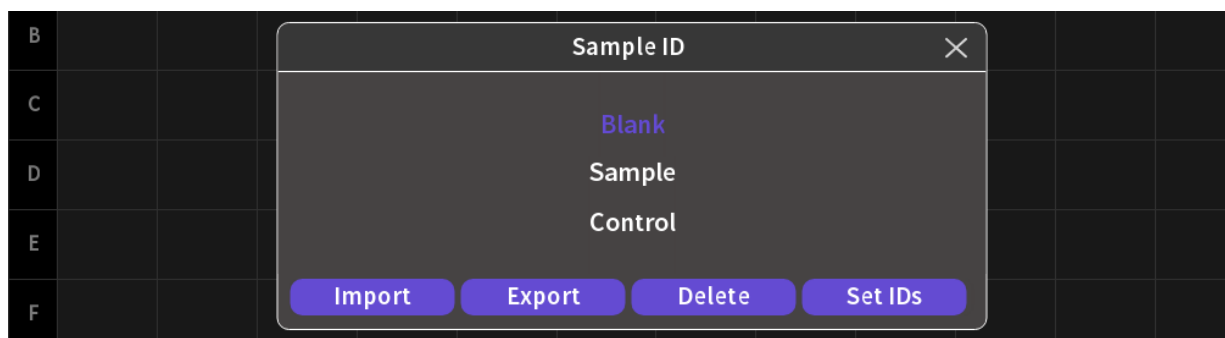 B
Sample ID
C
Blank
D
Sample
Control
E
Import Export Delete Set IDs
F